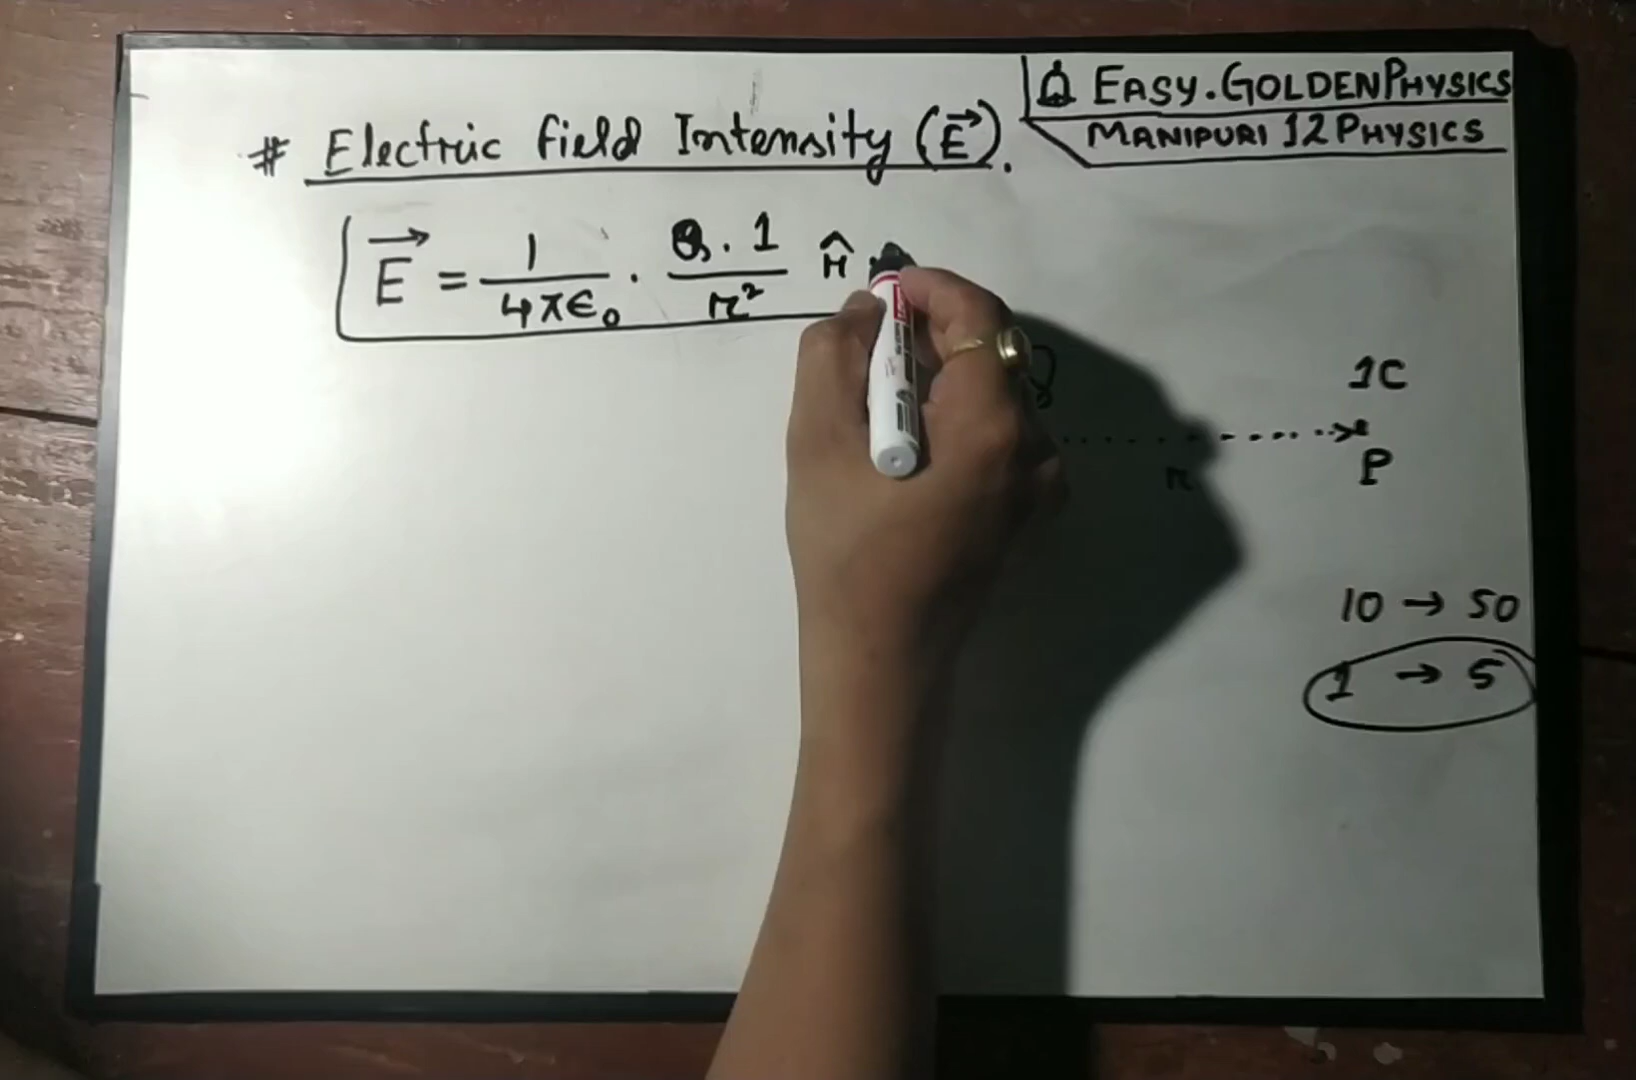 EASY.GOLDENPHYSICS
MANIPURI 12 PHYSICS
# Electric field Intensity (E⃗).
E⃗ = 1/4πε₀ · Q.1/r² r̂
Q
1C
r
P
10 → 50
1 → 5